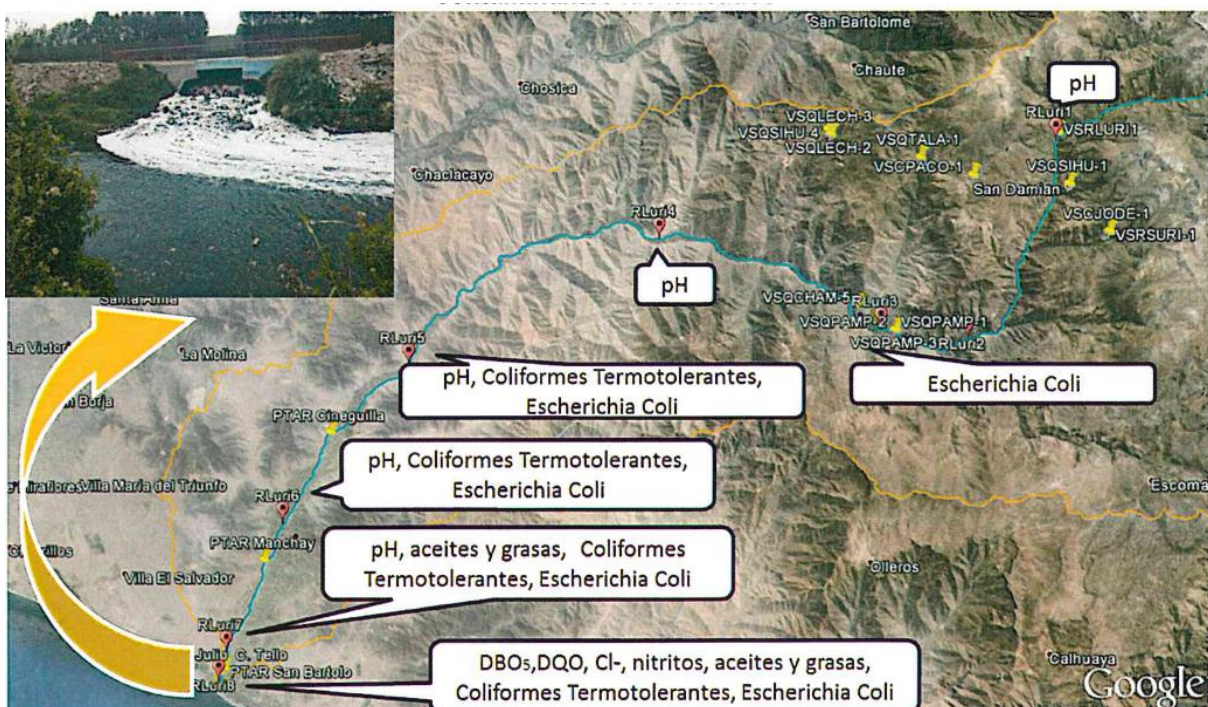 San Bartolome
Chaute
Chosica
pH
RLuri1
VSRLURI1
VSQLECH-3
VSQSIHU-4
VSQLECH-2
VSQTALA-1
VSCPACO-1
VSQSIHU-1
San Damian
Chaclacayo
VSCJODE-1
VSRSURI-1
RLuri4
pH
VSQCHAM-5
RLuri3
VSQPAMP-2
VSQPAMP-1
VSQPAMP-3
RLuri2
Santa Anita
La Victoria
La Molina
RLuri5
Borja
pH, Coliformes Termotolerantes,
Escherichia Coli
Escherichia Coli
PTAR Cineguilla
pH, Coliformes Termotolerantes,
Escherichia Coli
Miraflores
Villa María del Triunfo
RLuri6
Escoma
PTAR Manchay
pH, aceites y grasas, Coliformes
Termotolerantes, Escherichia Coli
Villa El Salvador
Olleros
RLuri7
Julio C. Tello
PTAR San Bartolo
RLuri8
DBO₅,DQO, Cl-, nitritos, aceites y grasas,
Coliformes Termotolerantes, Escherichia Coli
Calhuaya
Google